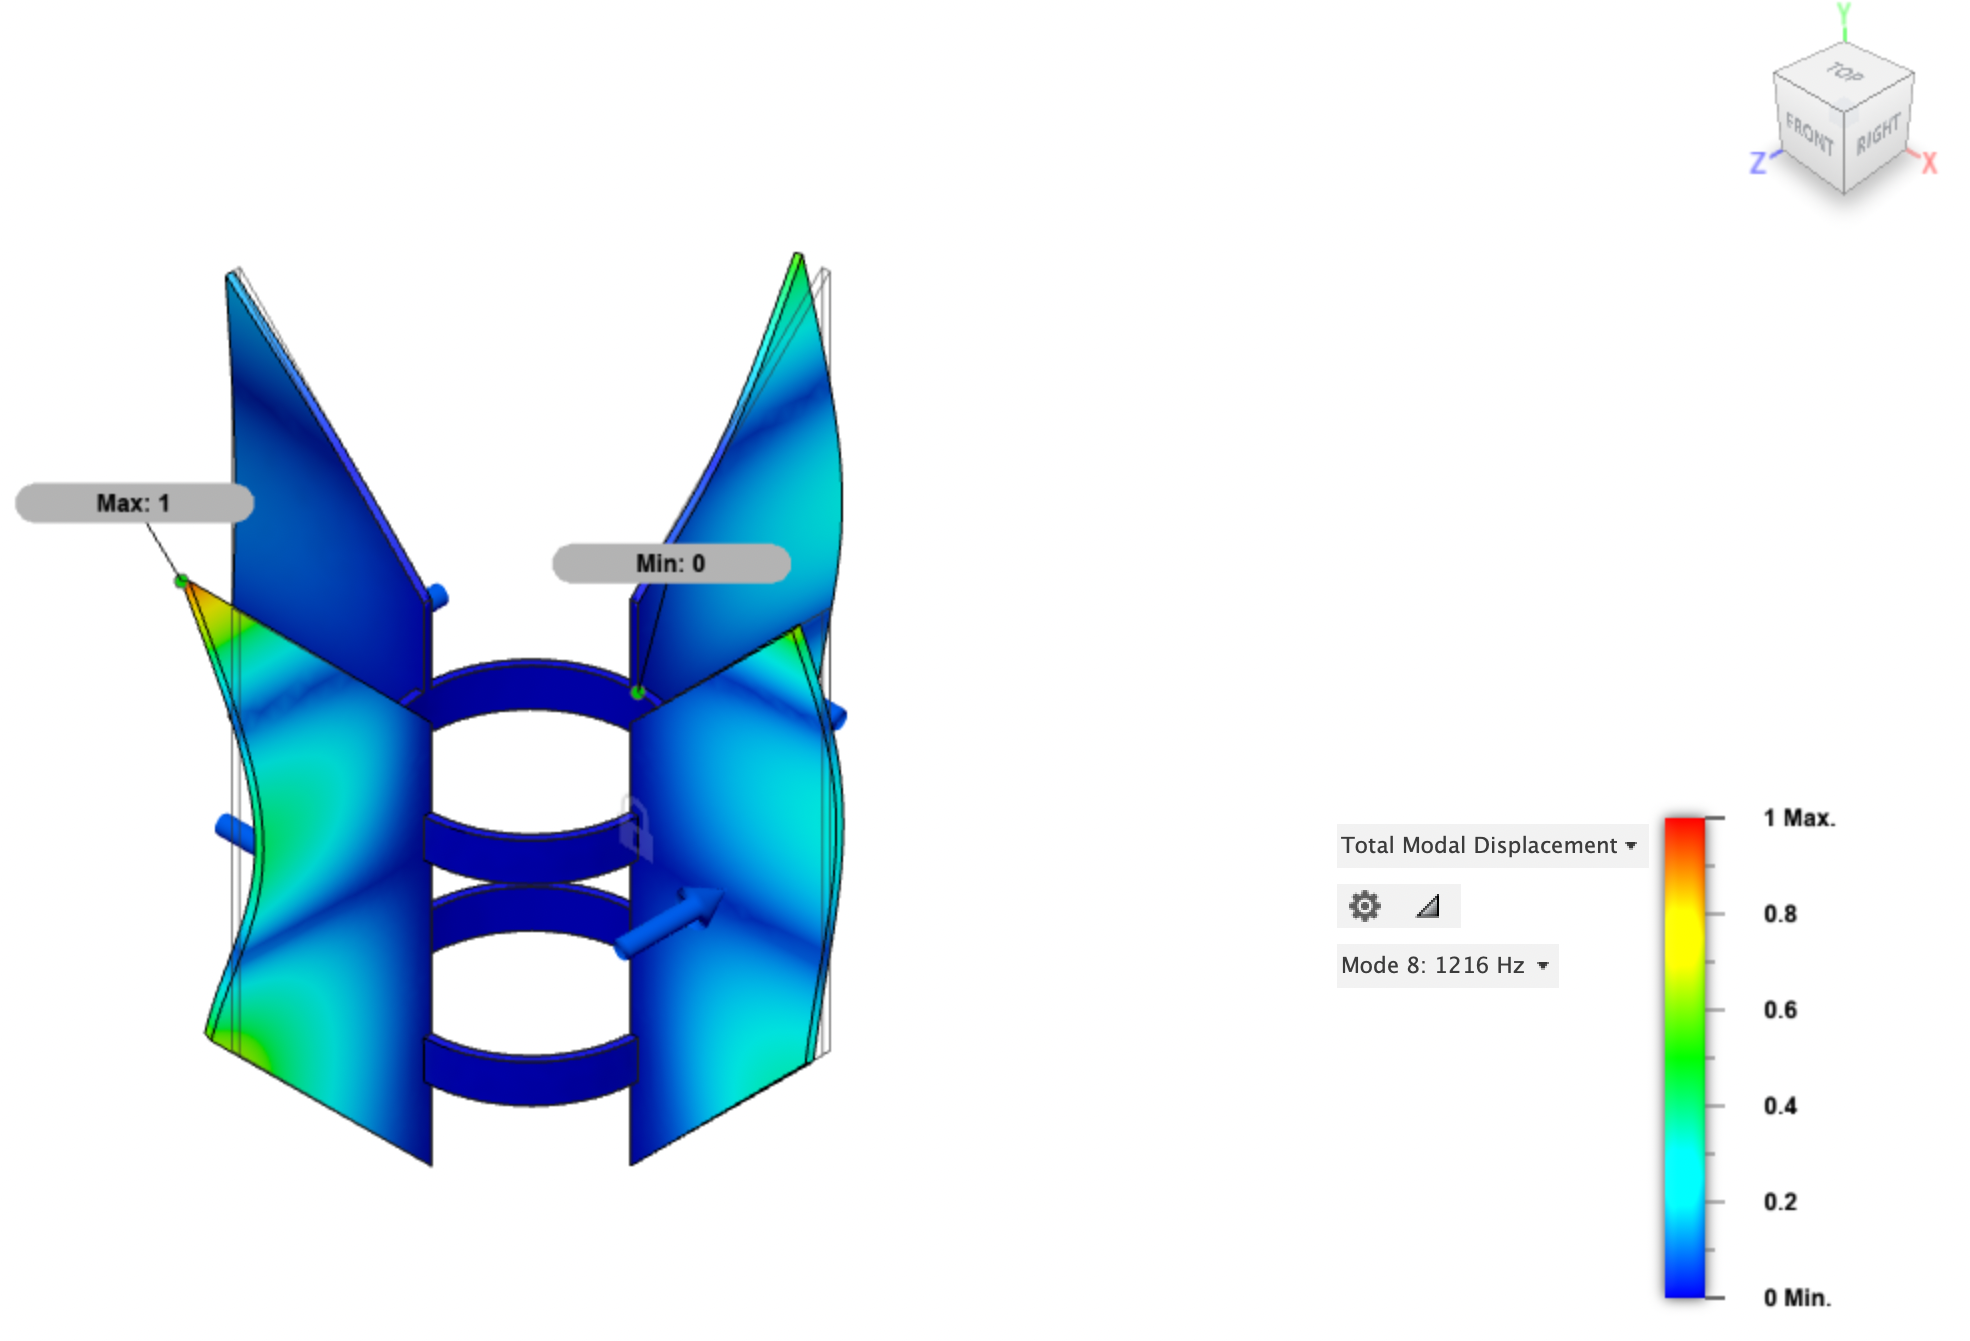 Y
TOP
FRONT
RIGHT
Z
X
Max: 1
Min: 0
Total Modal Displacement
Mode 8: 1216 Hz
1 Max.
0.8
0.6
0.4
0.2
0 Min.